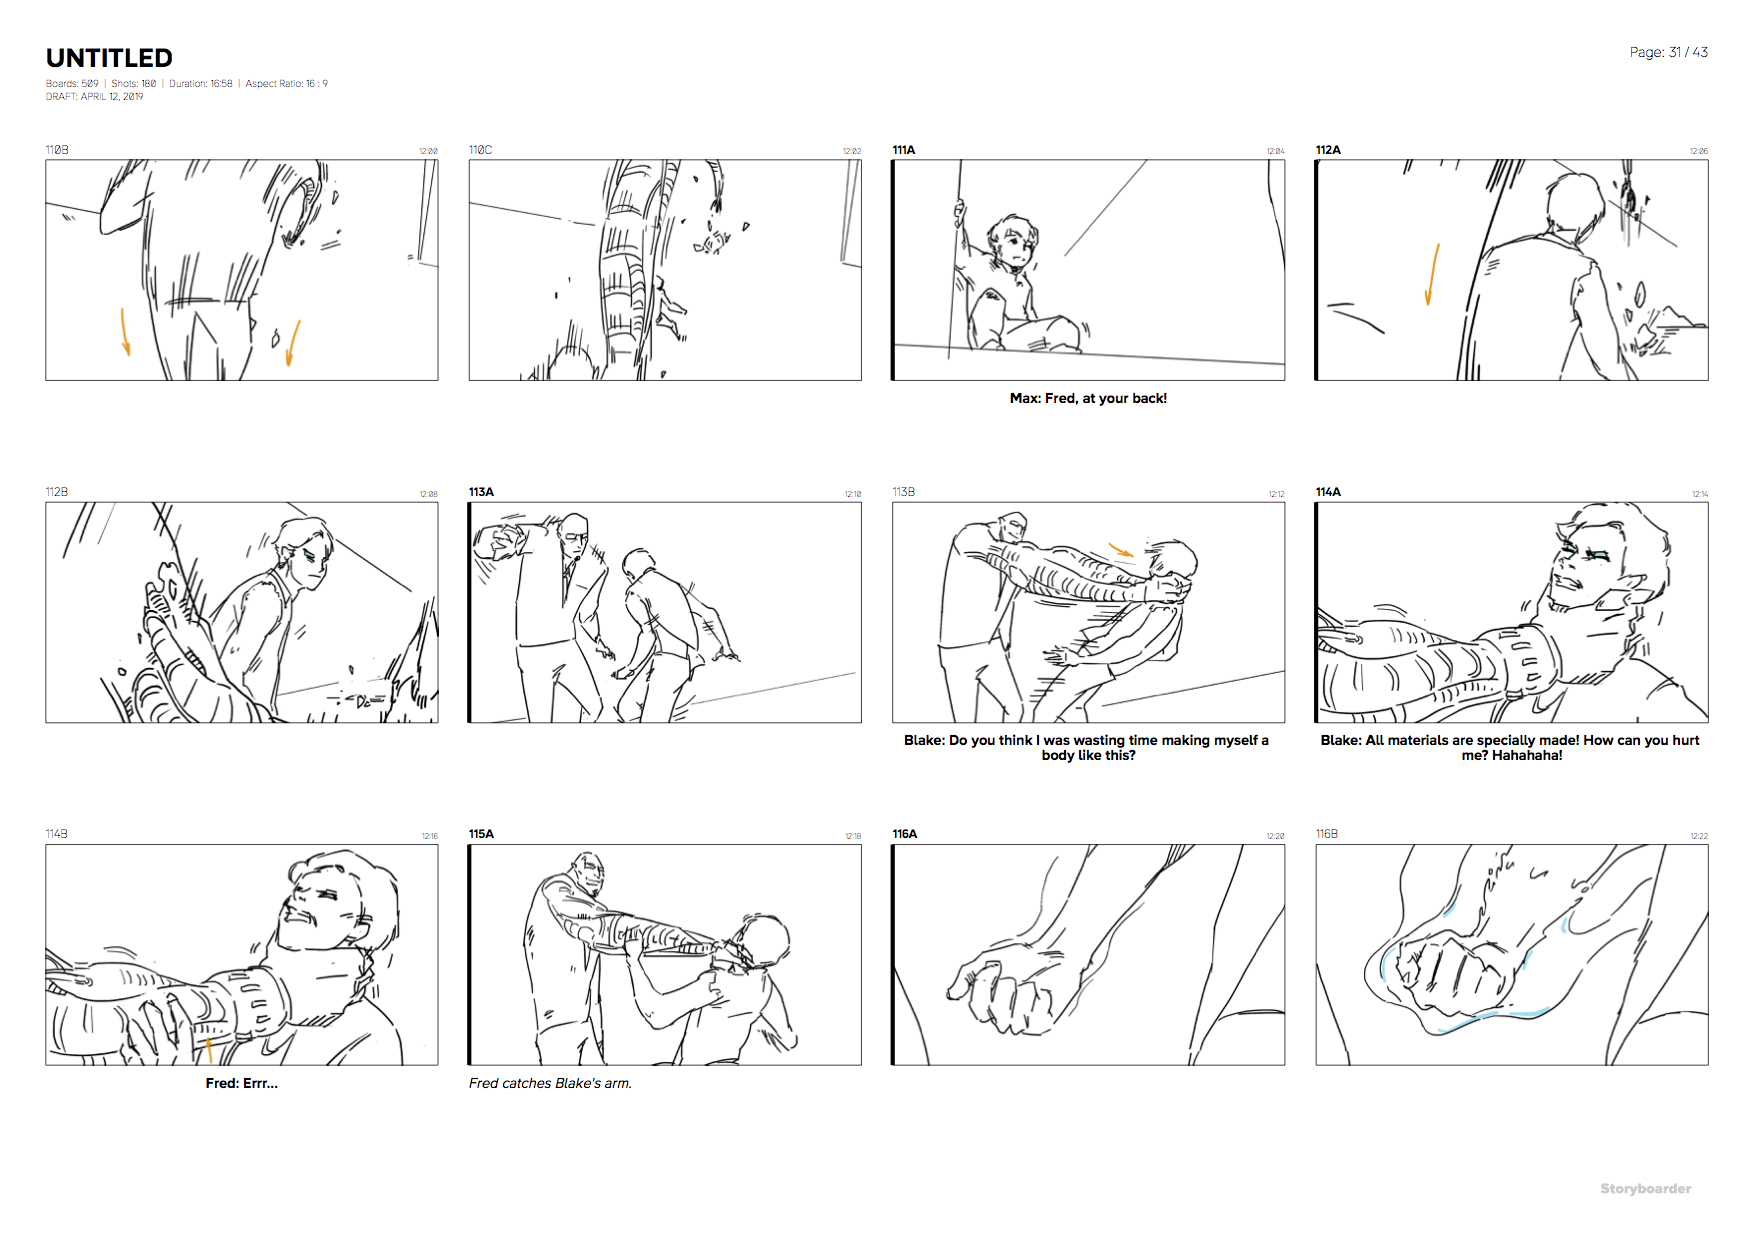 UNTITLED
Page: 31 / 43
Boards: 509 | Shots: 180 | Duration: 16:58 | Aspect Ratio: 16 : 9
DRAFT: APRIL 12, 2019
110B 12:00
110C 12:02
111A 12:04
112A 12:06
Max: Fred, at your back!
112B 12:08
113A 12:10
113B 12:12
114A 12:14
Blake: Do you think I was wasting time making myself a
body like this?
Blake: All materials are specially made! How can you hurt
me? Hahahaha!
114B 12:16
115A 12:18
116A 12:20
116B 12:22
Fred: Errr...
Fred catches Blake's arm.
Storyboarder